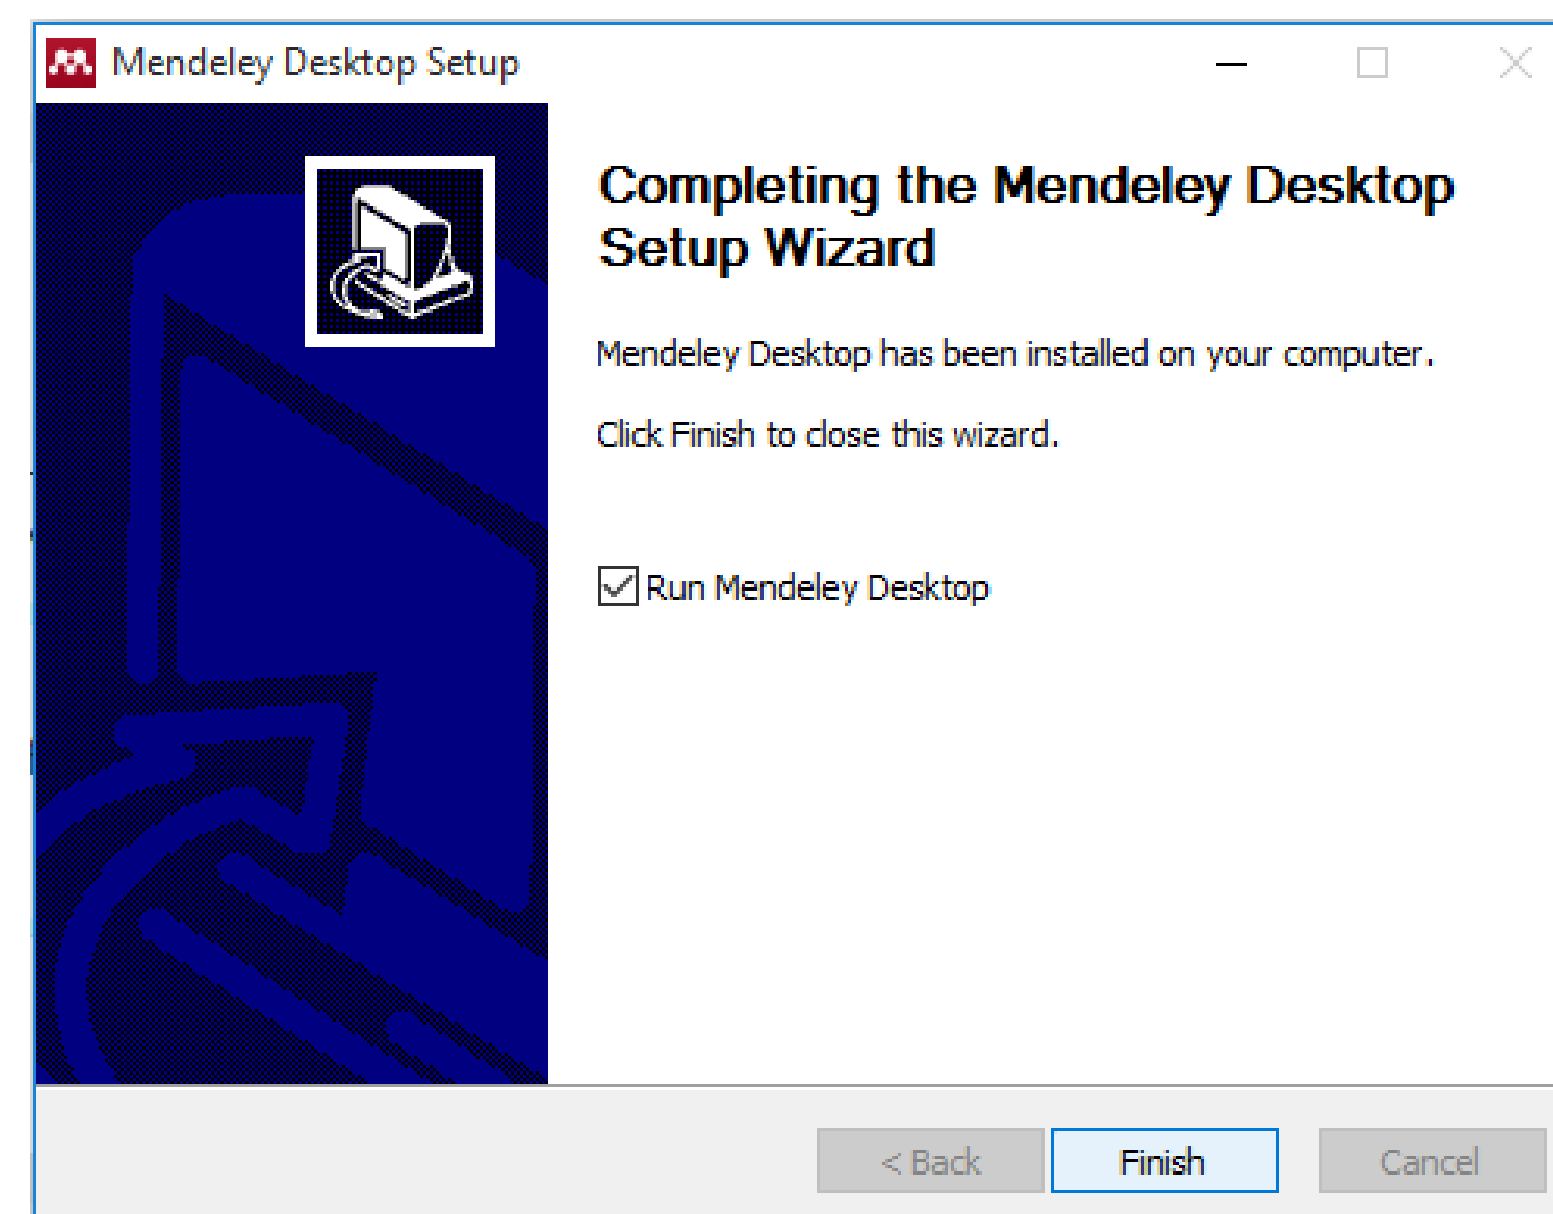 Mendeley Desktop Setup
Completing the Mendeley Desktop
Setup Wizard
Mendeley Desktop has been installed on your computer.
Click Finish to close this wizard.
Run Mendeley Desktop
< Back Finish Cancel